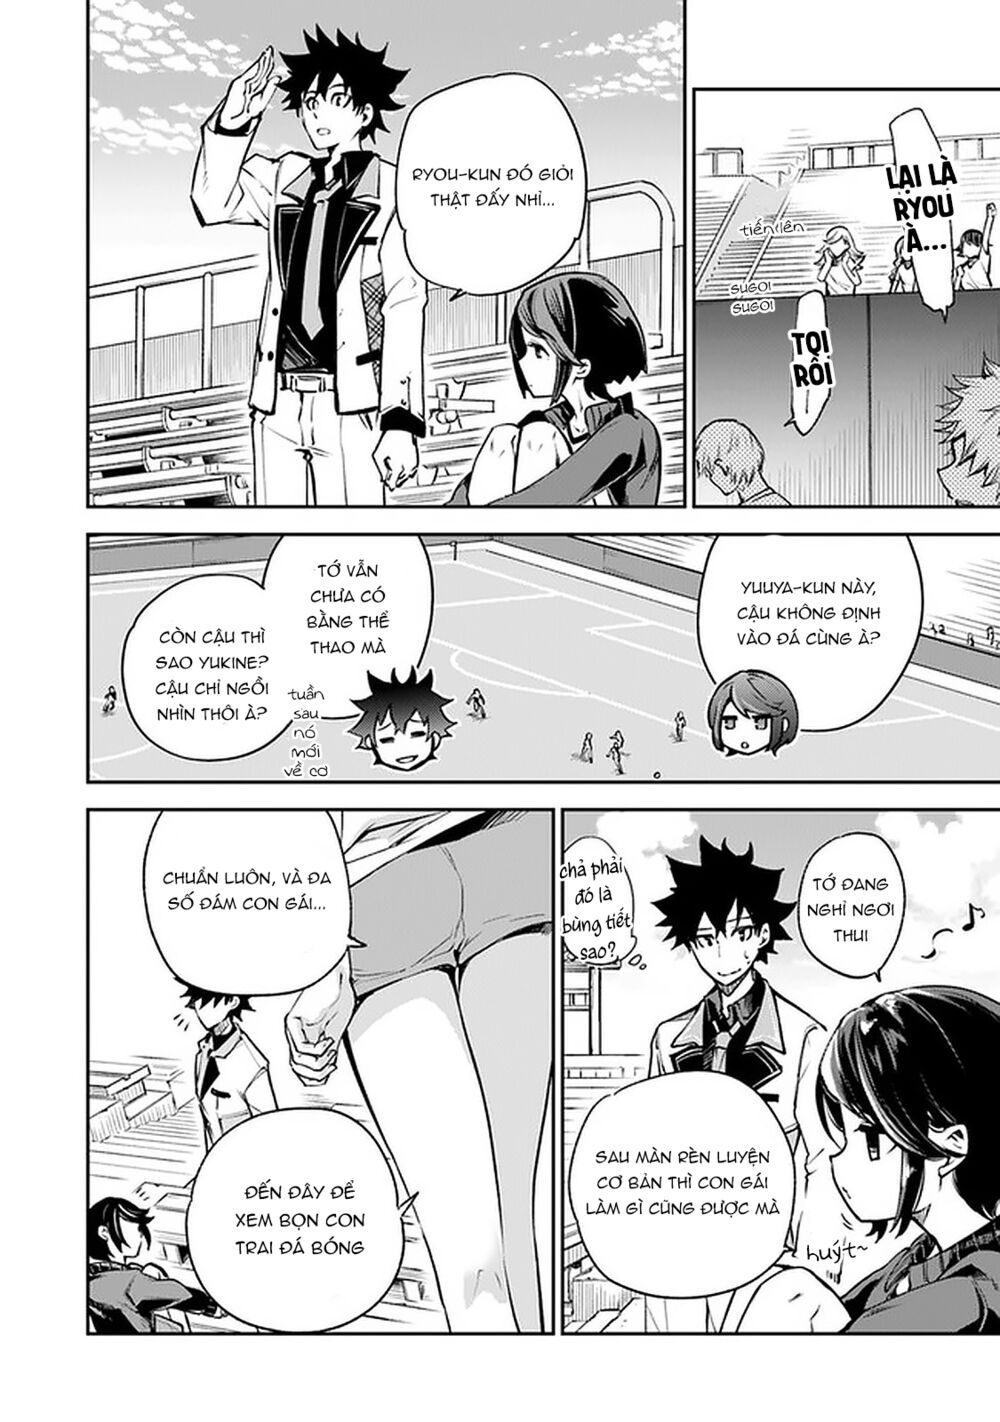 LẠI LÀ
RYOU
À...
tiến lên
SUGOI
SUGOI
TỌI
RỒI
RYOU-KUN ĐÓ GIỎI
THẬT ĐẤY NHỈ...
YUUYA-KUN NÀY,
CẬU KHÔNG ĐỊNH
VÀO ĐÁ CÙNG À?
TỚ VẪN
CHƯA CÓ
BẰNG THỂ
THAO MÀ
tuần
sau
nó
mới
về cơ
CÒN CẬU THÌ
SAO YUKINE?
CẬU CHỈ NGỒI
NHÌN THÔI À?
TỚ ĐANG
NGHỈ NGƠI
THUI
chả phải
đó là
bùng tiết
sao?
SAU MÀN RÈN LUYỆN
CƠ BẢN THÌ CON GÁI
LÀM GÌ CŨNG ĐƯỢC MÀ
huýt~
CHUẨN LUÔN, VÀ ĐA
SỐ ĐÁM CON GÁI...
ĐẾN ĐÂY ĐỂ
XEM BỌN CON
TRAI ĐÁ BÓNG